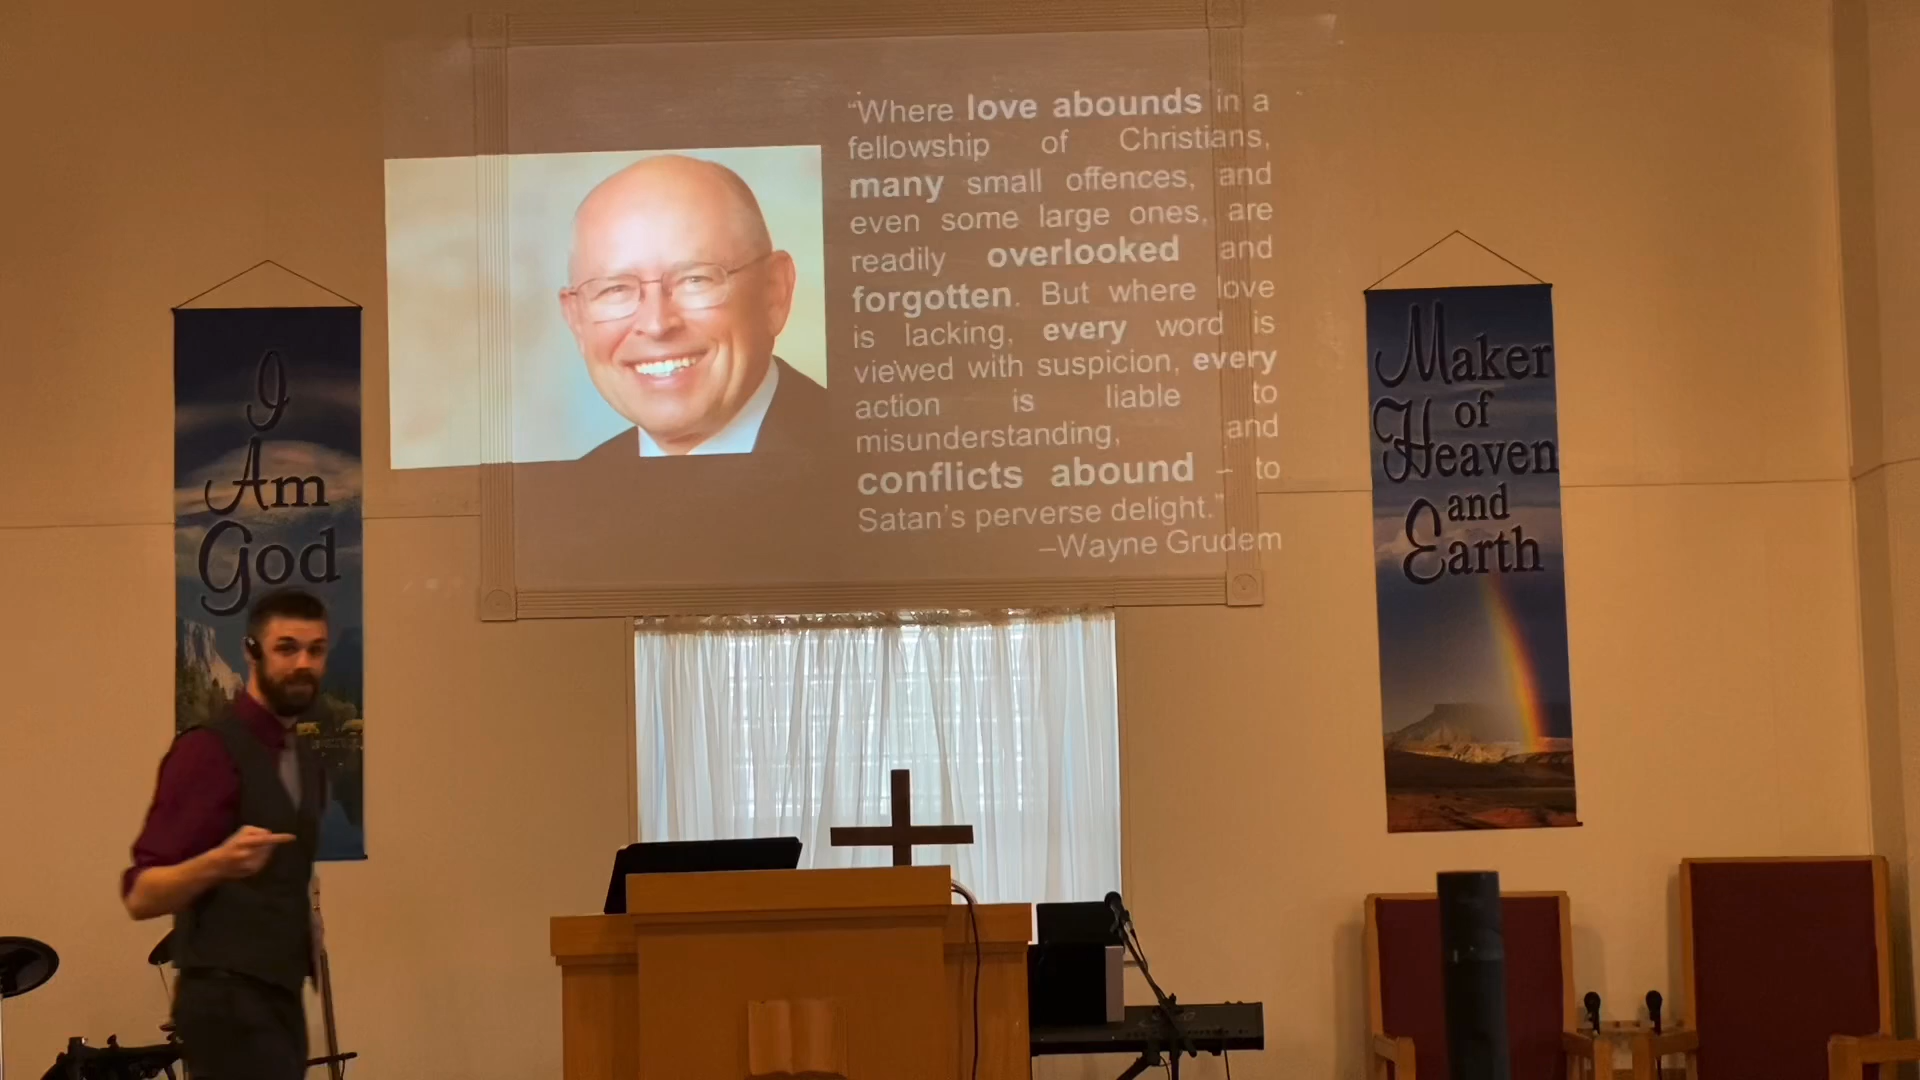 “Where love abounds in a
fellowship of Christians,
many small offences, and
even some large ones, are
readily overlooked and
forgotten. But where love
is lacking, every word is
viewed with suspicion, every
action is liable to
misunderstanding, and
conflicts abound – to
Satan’s perverse delight.”
–Wayne Grudem
I
Am
God
Maker
of
Heaven
and
Earth